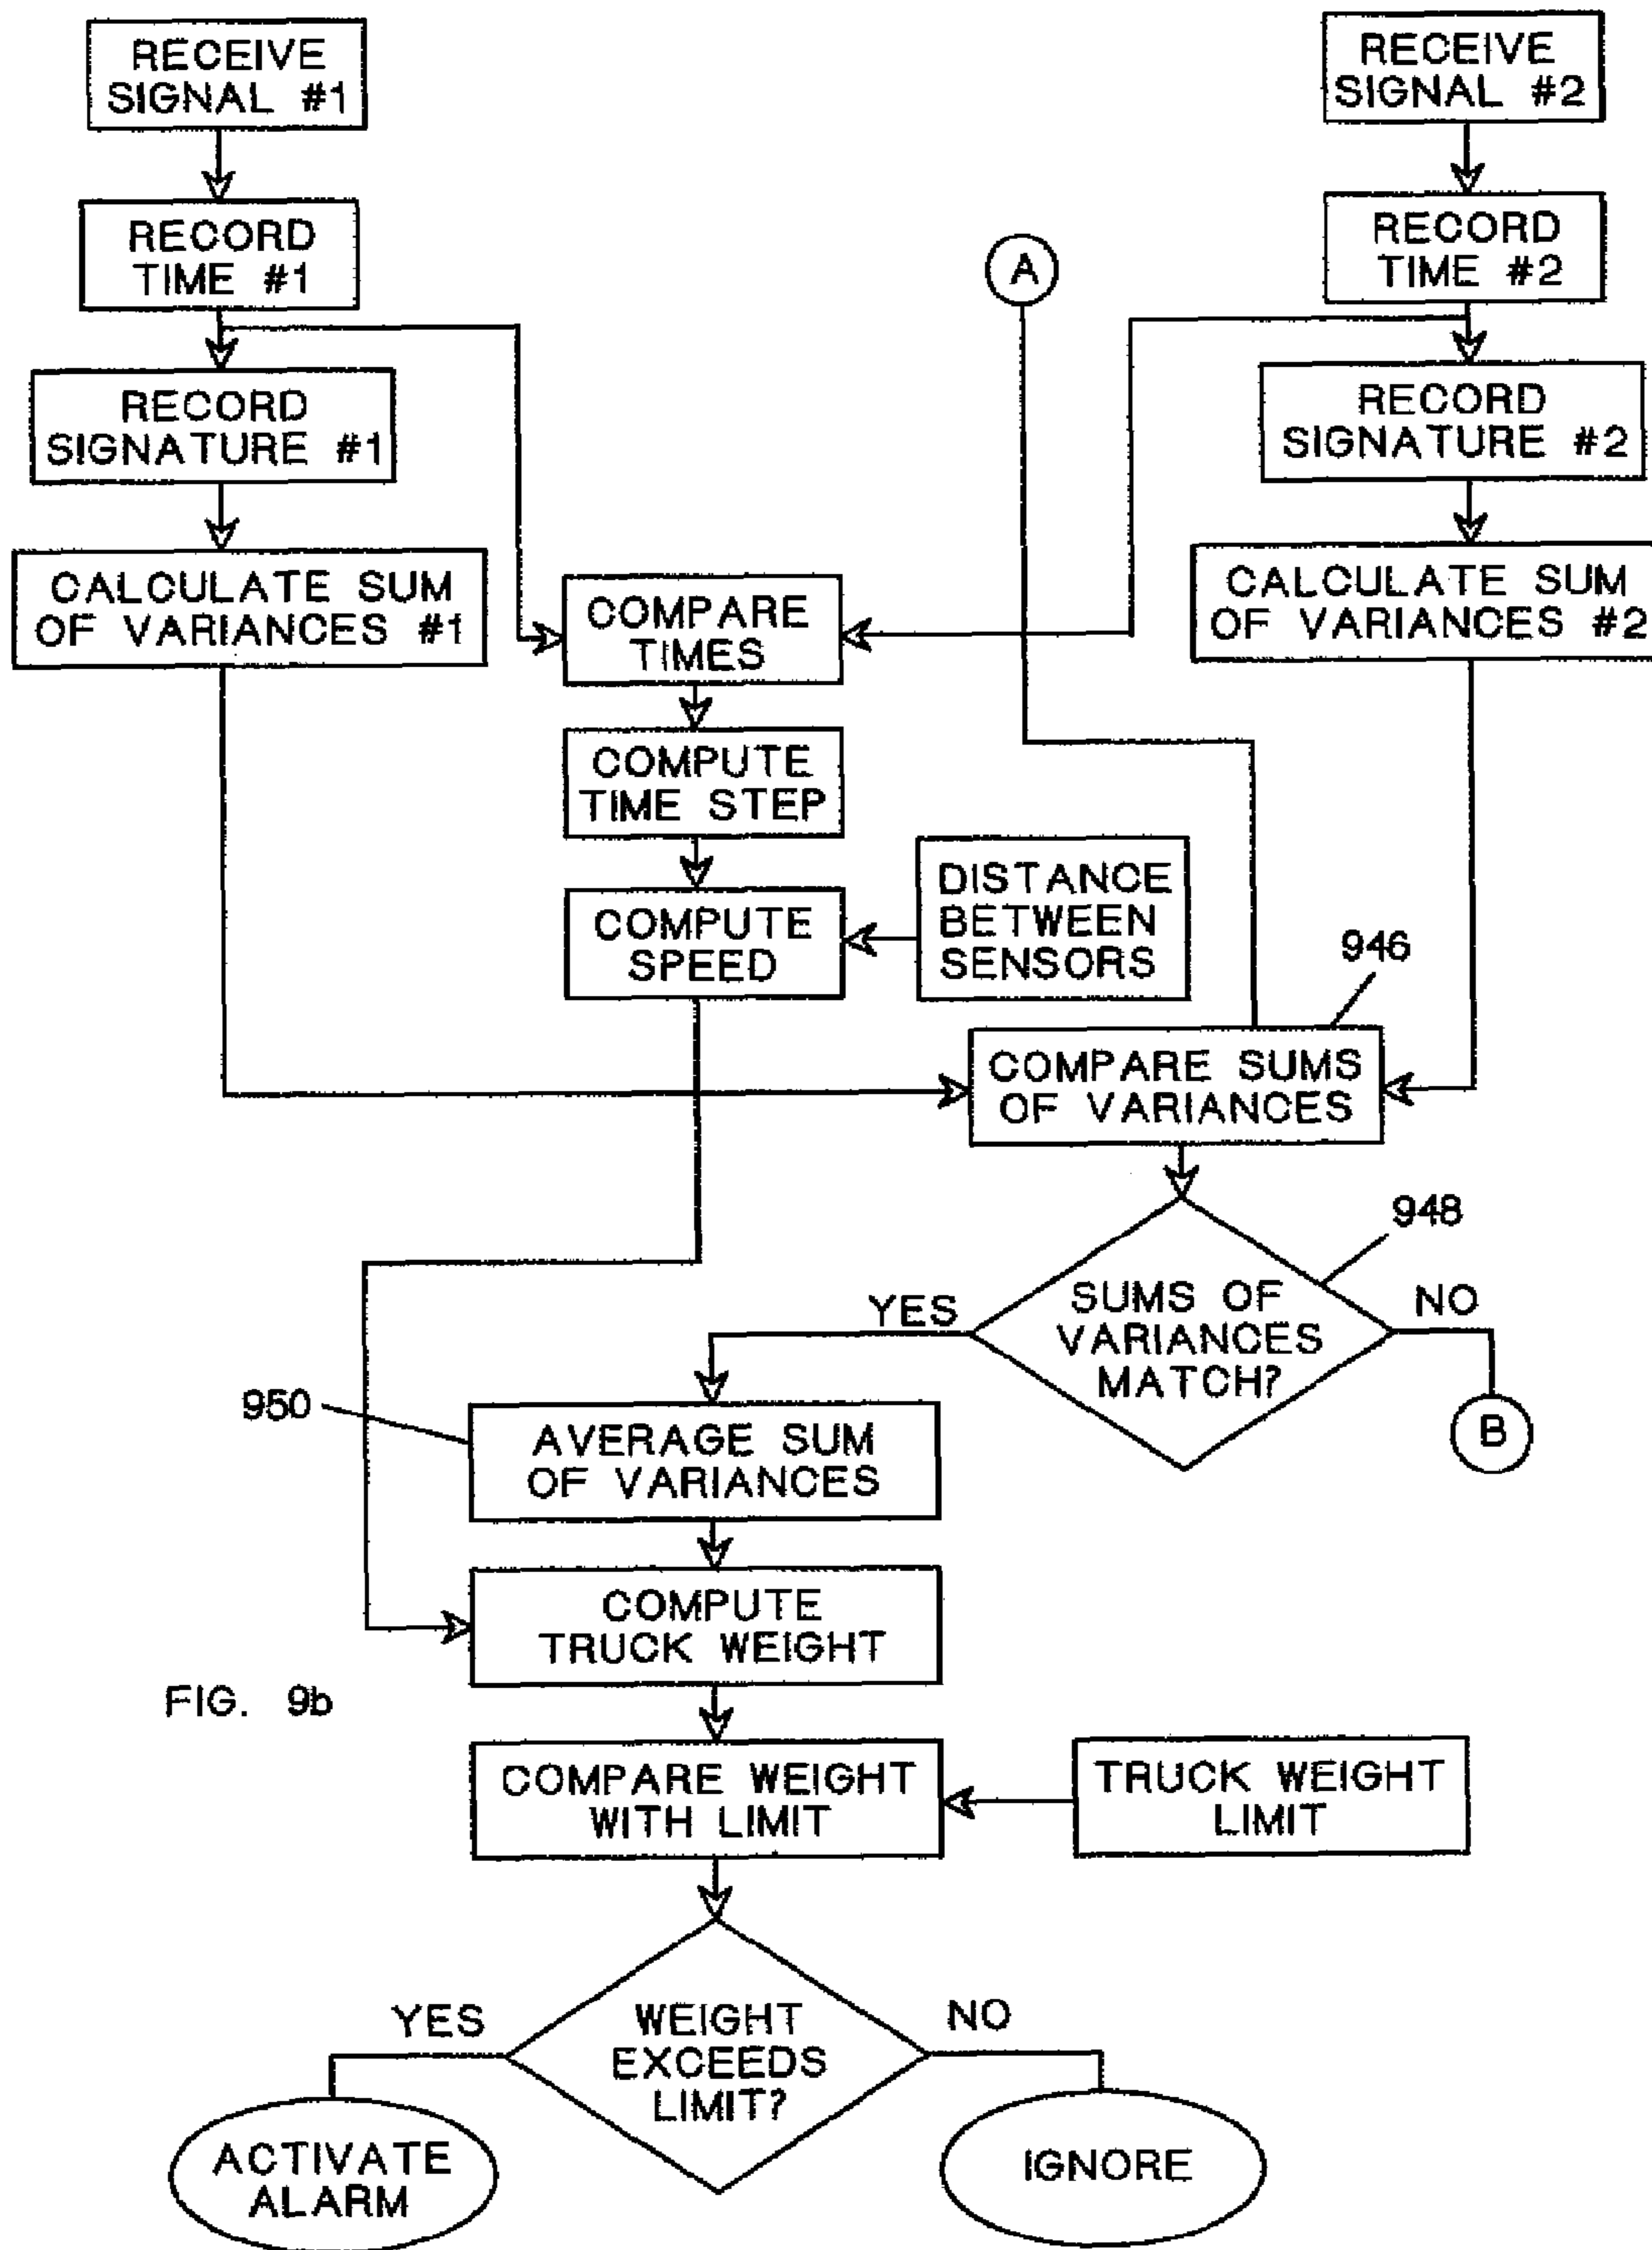 RECEIVE
SIGNAL #1
RECEIVE
SIGNAL #2
RECORD
TIME #1
A
RECORD
TIME #2
RECORD
SIGNATURE #1
RECORD
SIGNATURE #2
CALCULATE SUM
OF VARIANCES #1
COMPARE
TIMES
CALCULATE SUM
OF VARIANCES #2
COMPUTE
TIME STEP
COMPUTE
SPEED
DISTANCE
BETWEEN
SENSORS
946
COMPARE SUMS
OF VARIANCES
948
YES
SUMS OF
VARIANCES
MATCH?
NO
B
950
AVERAGE SUM
OF VARIANCES
COMPUTE
TRUCK WEIGHT
FIG. 9b
COMPARE WEIGHT
WITH LIMIT
TRUCK WEIGHT
LIMIT
YES
WEIGHT
EXCEEDS
LIMIT?
NO
ACTIVATE
ALARM
IGNORE